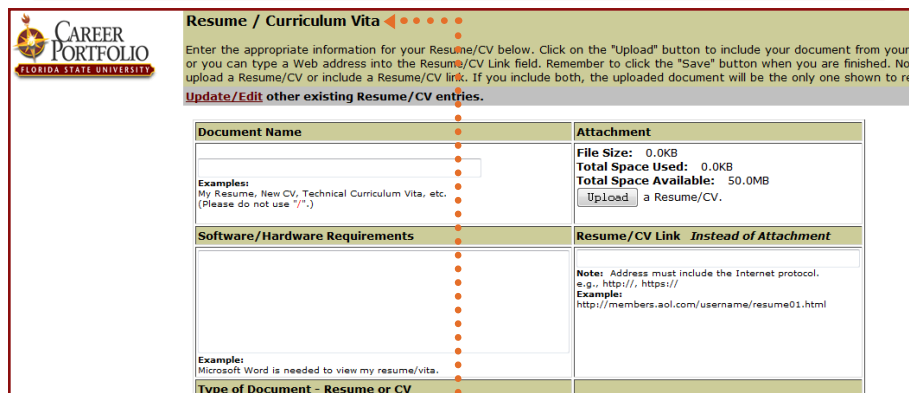 CAREER
PORTFOLIO
FLORIDA STATE UNIVERSITY
Resume / Curriculum Vita
Enter the appropriate information for your Resume/CV below. Click on the "Upload" button to include your document from your
or you can type a Web address into the Resume/CV Link field. Remember to click the "Save" button when you are finished. No
upload a Resume/CV or include a Resume/CV link. If you include both, the uploaded document will be the only one shown to re
Update/Edit other existing Resume/CV entries.
Document Name
Examples:
My Resume, New CV, Technical Curriculum Vita, etc.
(Please do not use "/".)
Attachment
File Size: 0.0KB
Total Space Used: 0.0KB
Total Space Available: 50.0MB
Upload a Resume/CV.
Software/Hardware Requirements
Example:
Microsoft Word is needed to view my resume/vita.
Resume/CV Link Instead of Attachment
Note: Address must include the Internet protocol.
e.g., http://, https://
Example:
http://members.aol.com/username/resume01.html
Type of Document - Resume or CV